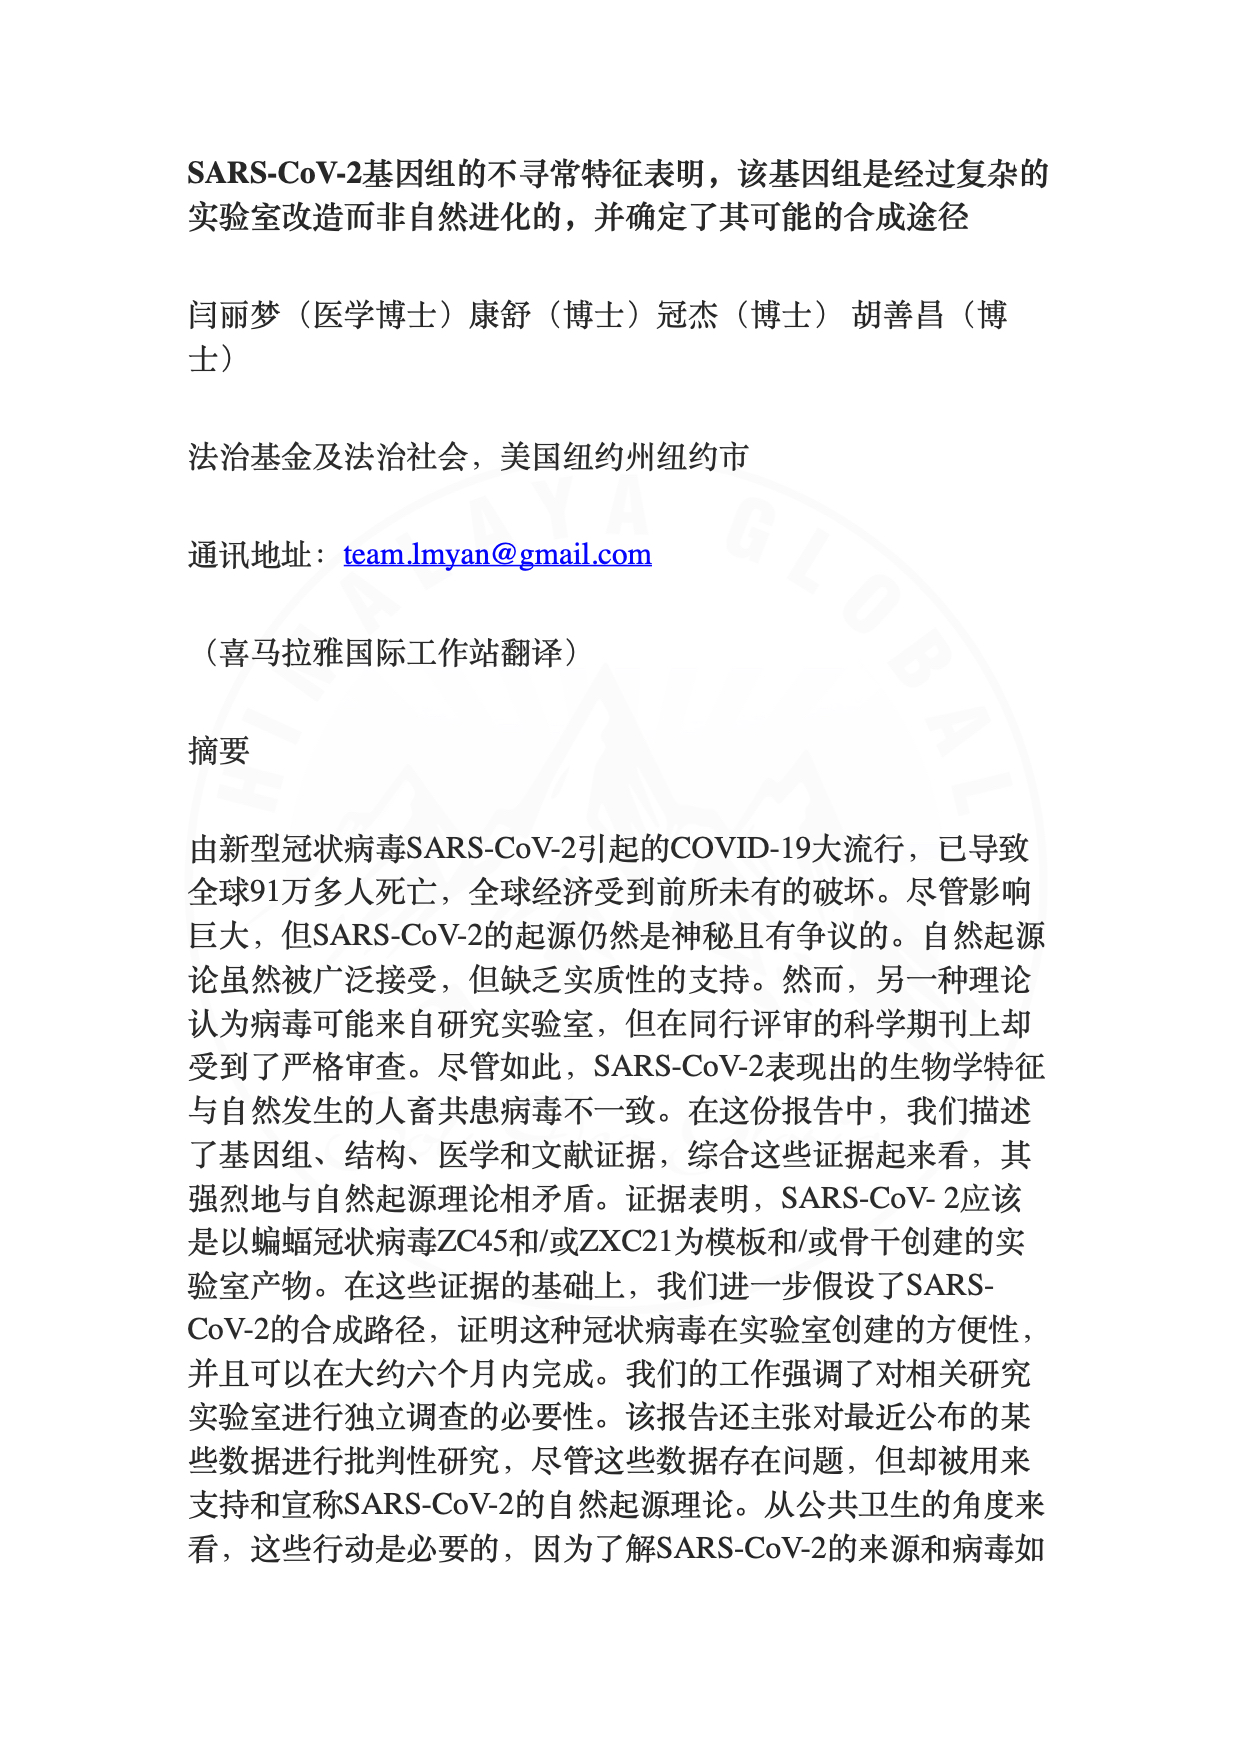 SARS-CoV-2基因组的不寻常特征表明，该基因组是经过复杂的
实验室改造而非自然进化的，并确定了其可能的合成途径
闫丽梦（医学博士）康舒（博士）冠杰（博士） 胡善昌（博
士）
法治基金及法治社会，美国纽约州纽约市
通讯地址：team.lmyan@gmail.com
（喜马拉雅国际工作站翻译）
HIMALAYA GLOBAL
摘要
由新型冠状病毒SARS-CoV-2引起的COVID-19大流行，已导致
全球91万多人死亡，全球经济受到前所未有的破坏。尽管影响
巨大，但SARS-CoV-2的起源仍然是神秘且有争议的。自然起源
论虽然被广泛接受，但缺乏实质性的支持。然而，另一种理论
认为病毒可能来自研究实验室，但在同行评审的科学期刊上却
受到了严格审查。尽管如此，SARS-CoV-2表现出的生物学特征
与自然发生的人畜共患病毒不一致。在这份报告中，我们描述
了基因组、结构、医学和文献证据，综合这些证据起来看，其
强烈地与自然起源理论相矛盾。证据表明，SARS-CoV- 2应该
是以蝙蝠冠状病毒ZC45和/或ZXC21为模板和/或骨干创建的实
验室产物。在这些证据的基础上，我们进一步假设了SARS-
CoV-2的合成路径，证明这种冠状病毒在实验室创建的方便性，
并且可以在大约六个月内完成。我们的工作强调了对相关研究
实验室进行独立调查的必要性。该报告还主张对最近公布的某
些数据进行批判性研究，尽管这些数据存在问题，但却被用来
支持和宣称SARS-CoV-2的自然起源理论。从公共卫生的角度来
看，这些行动是必要的，因为了解SARS-CoV-2的来源和病毒如